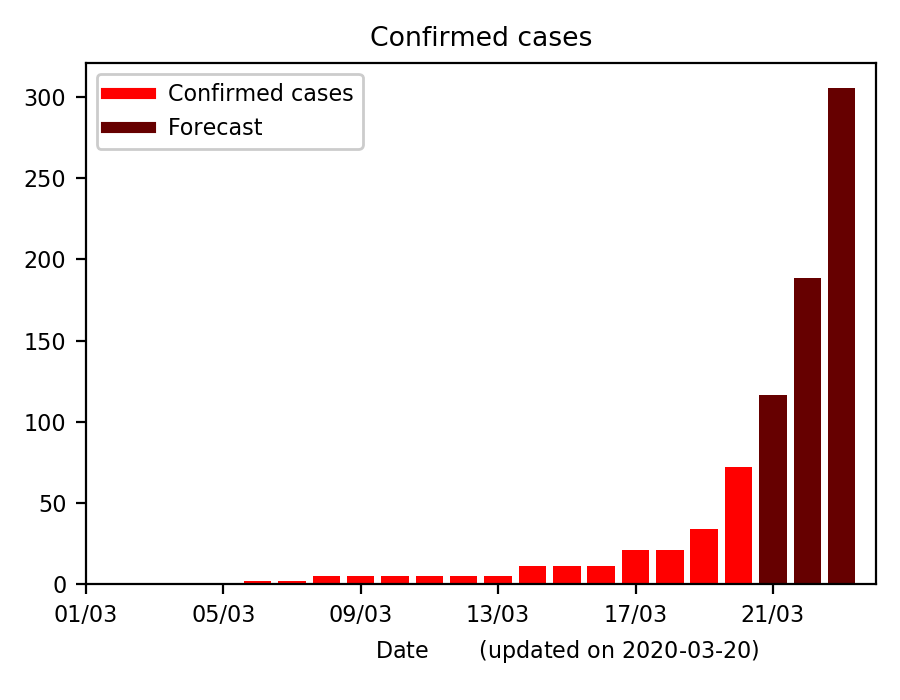 Confirmed cases
Confirmed cases
Forecast
300
250
200
150
100
50
0
01/03 05/03 09/03 13/03 17/03 21/03
Date (updated on 2020-03-20)